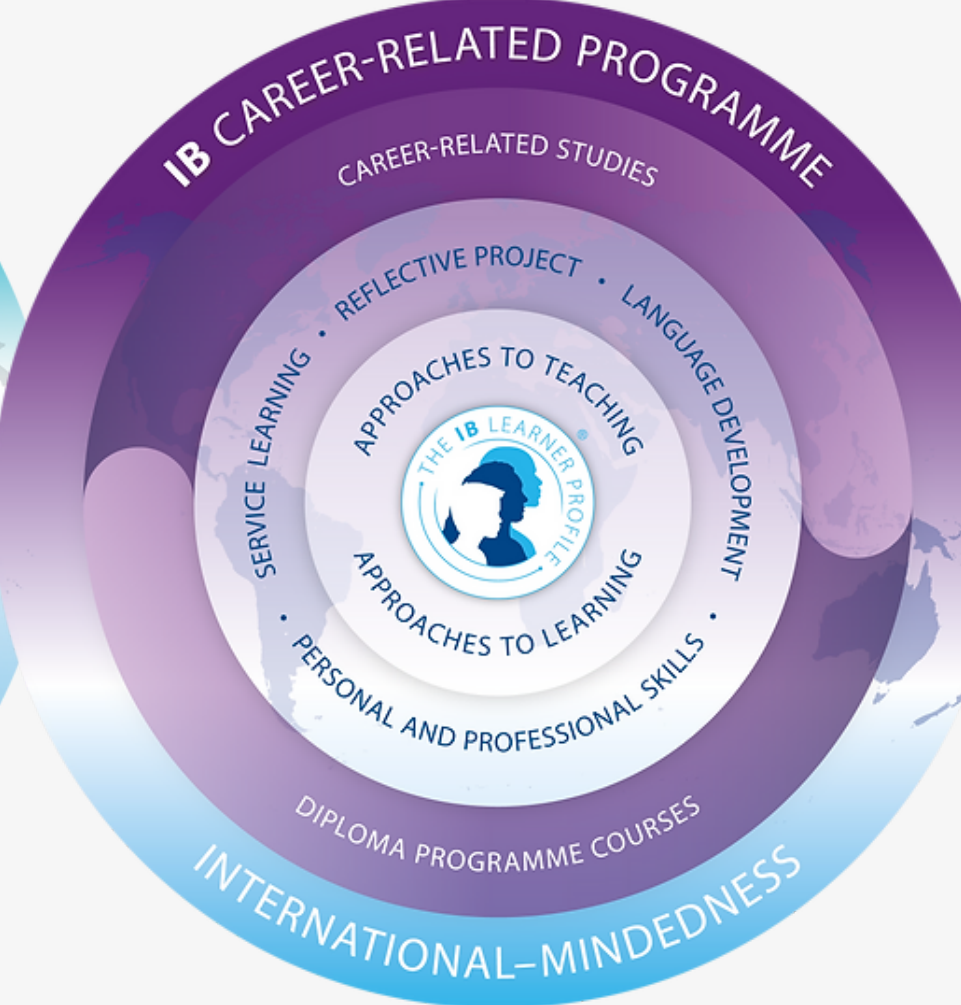 IB CAREER-RELATED PROGRAMME
CAREER-RELATED STUDIES
SERVICE LEARNING • REFLECTIVE PROJECT • LANGUAGE DEVELOPMENT
• PERSONAL AND PROFESSIONAL SKILLS •
APPROACHES TO TEACHING
• THE IB LEARNER PROFILE • ®
APPROACHES TO LEARNING
DIPLOMA PROGRAMME COURSES
INTERNATIONAL–MINDEDNESS